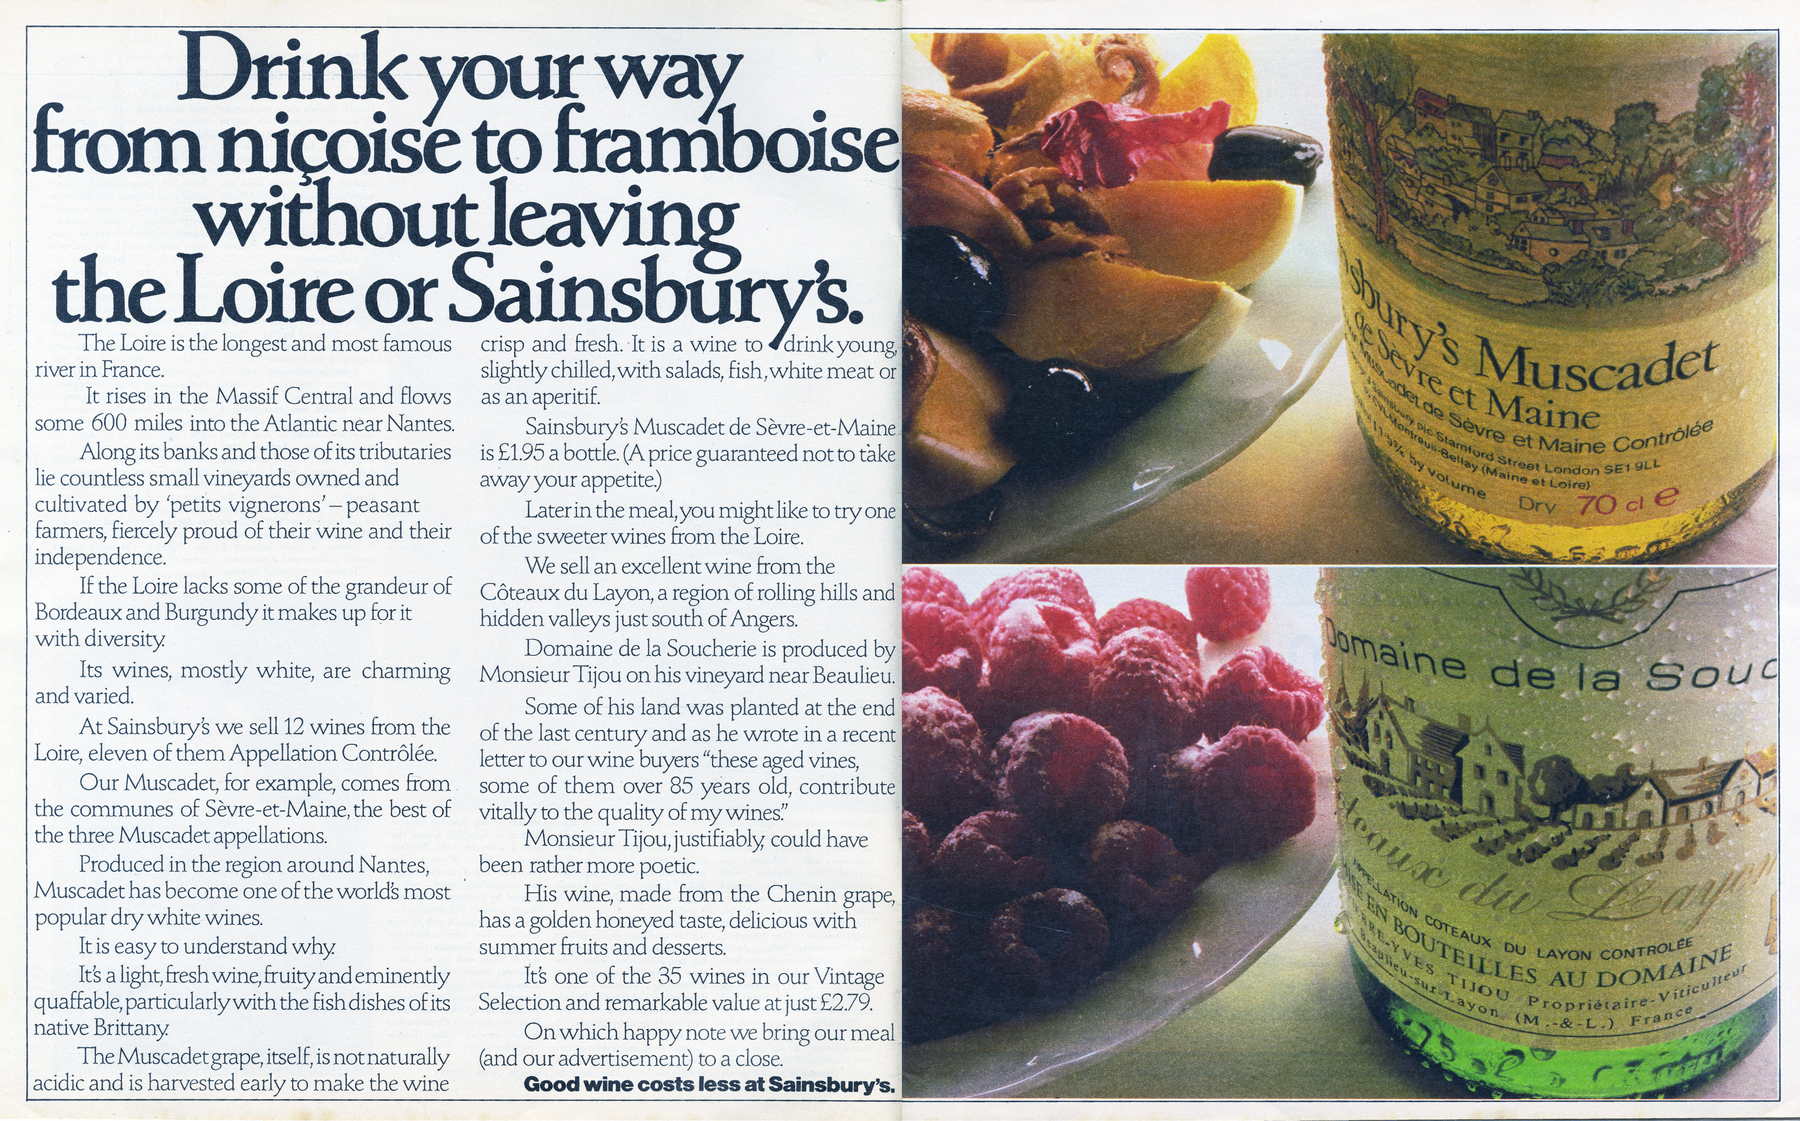 Drink your way
from niçoise to framboise
without leaving
the Loire or Sainsbury's.
The Loire is the longest and most famous
river in France.
It rises in the Massif Central and flows
some 600 miles into the Atlantic near Nantes.
Along its banks and those of its tributaries
lie countless small vineyards owned and
cultivated by 'petits vignerons' – peasant
farmers, fiercely proud of their wine and their
independence.
If the Loire lacks some of the grandeur of
Bordeaux and Burgundy it makes up for it
with diversity.
Its wines, mostly white, are charming
and varied.
At Sainsbury's we sell 12 wines from the
Loire, eleven of them Appellation Contrôlée.
Our Muscadet, for example, comes from
the communes of Sèvre-et-Maine, the best of
the three Muscadet appellations.
Produced in the region around Nantes,
Muscadet has become one of the world's most
popular dry white wines.
It is easy to understand why.
It's a light, fresh wine, fruity and eminently
quaffable, particularly with the fish dishes of its
native Brittany.
The Muscadet grape, itself, is not naturally
acidic and is harvested early to make the wine
crisp and fresh. It is a wine to drink young,
slightly chilled, with salads, fish, white meat or
as an aperitif.
Sainsbury's Muscadet de Sèvre-et-Maine
is £1.95 a bottle. (A price guaranteed not to take
away your appetite.)
Later in the meal, you might like to try one
of the sweeter wines from the Loire.
We sell an excellent wine from the
Côteaux du Layon, a region of rolling hills and
hidden valleys just south of Angers.
Domaine de la Soucherie is produced by
Monsieur Tijou on his vineyard near Beaulieu.
Some of his land was planted at the end
of the last century and as he wrote in a recent
letter to our wine buyers "these aged vines,
some of them over 85 years old, contribute
vitally to the quality of my wines."
Monsieur Tijou, justifiably, could have
been rather more poetic.
His wine, made from the Chenin grape,
has a golden honeyed taste, delicious with
summer fruits and desserts.
It's one of the 35 wines in our Vintage
Selection and remarkable value at just £2.79.
On which happy note we bring our meal
(and our advertisement) to a close.
Good wine costs less at Sainsbury's.
nsbury's Muscadet
de Sèvre et Maine
Muscadet de Sèvre et Maine Contrôlée
Sainsbury plc Stamford Street London SE1 9LL
Montreuil-Bellay (Maine et Loire)
11.5% by Volume Dry 70 cl e
Domaine de la Souc
teaux du Layon
APPELLATION COTEAUX DU LAYON CONTROLÉE
MISE EN BOUTEILLES AU DOMAINE
RRE-YVES TIJOU Propriétaire-Viticulteur
Beaulieu-sur-Layon (M.-&-L.) France
75